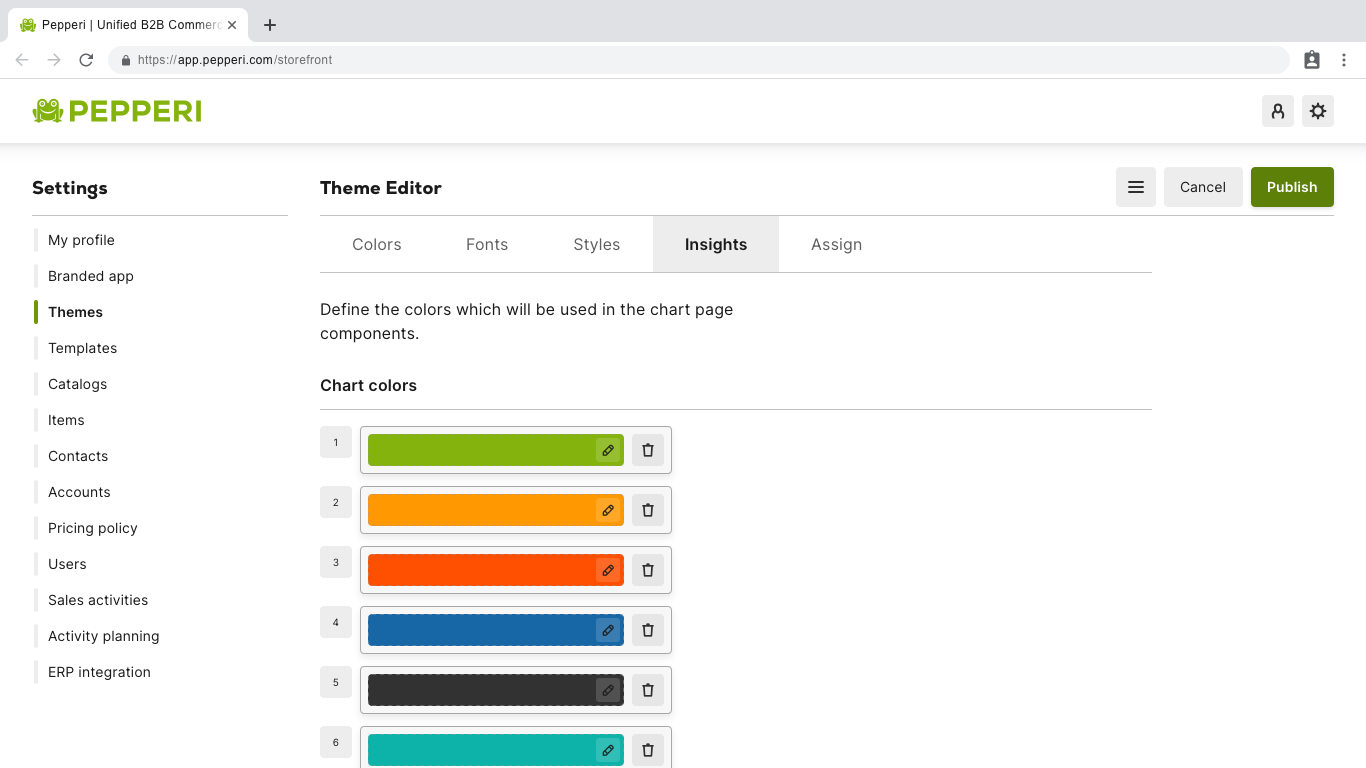 Pepperi | Unified B2B Commerc
https://app.pepperi.com/storefront
PEPPERI
Settings
My profile
Branded app
Themes
Templates
Catalogs
Items
Contacts
Accounts
Pricing policy
Users
Sales activities
Activity planning
ERP integration
Theme Editor
Cancel
Publish
Colors
Fonts
Styles
Insights
Assign
Define the colors which will be used in the chart page
components.
Chart colors
1
2
3
4
5
6